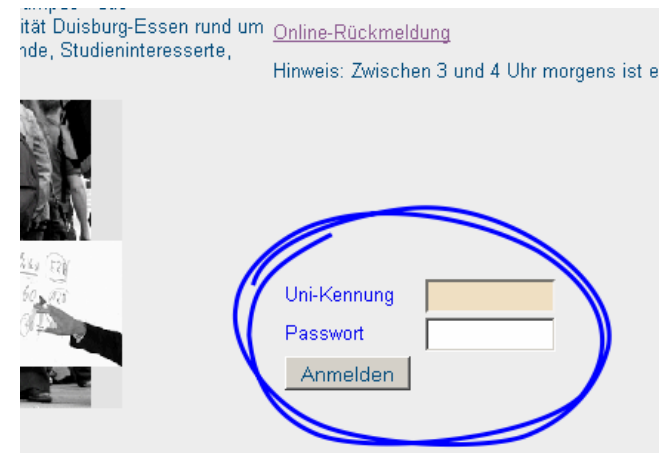 ität Duisburg-Essen rund um
nde, Studieninteresserte,
Online-Rückmeldung
Hinweis: Zwischen 3 und 4 Uhr morgens ist e
Uni-Kennung
Passwort
Anmelden